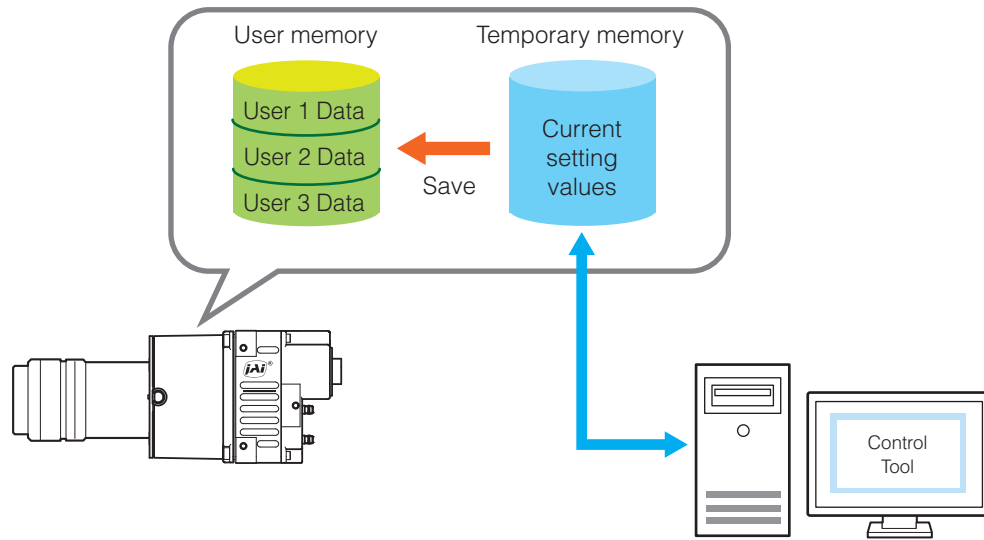 User memory
Temporary memory
User 1 Data
User 2 Data
User 3 Data
Save
Current
setting
values
JAi®
Control
Tool